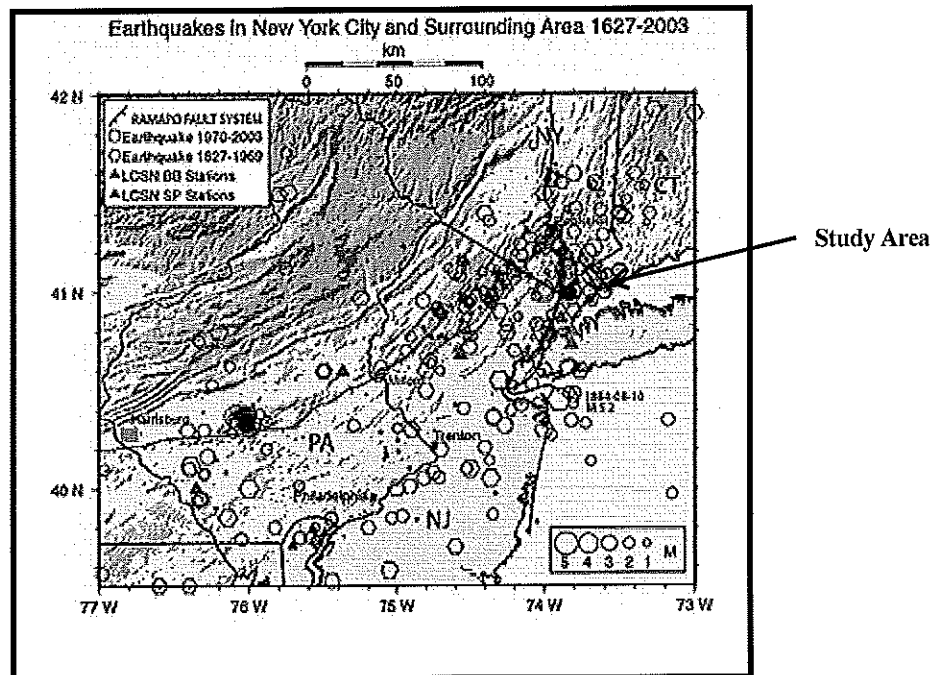 Earthquakes in New York City and Surrounding Area 1627-2003
km
0 50 100
42 N
RAMAPO FAULT SYSTEM
Earthquake 1970-2003
Earthquake 1627-1969
LCSN BB Stations
LCSN SP Stations
NY
CT
Study Area
41 N
PA
Trenton
40 N
Philadelphia
NJ
5 4 3 2 1 M
77 W 76 W 75 W 74 W 73 W